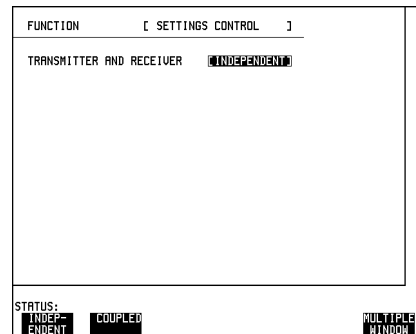 FUNCTION [ SETTINGS CONTROL ]
TRANSMITTER AND RECEIVER [INDEPENDENT]
STATUS:
INDEP- COUPLED MULTIPLE
ENDENT WINDOW